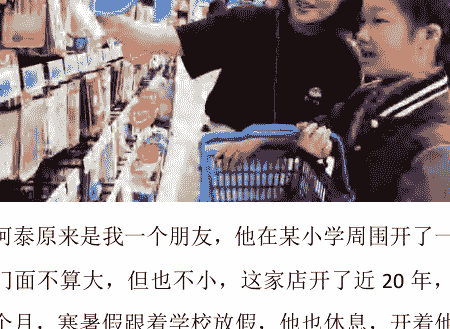 阿泰原来是我一个朋友，他在某小学周围开了一
门面不算大，但也不小，这家店开了近 20 年，
个月，寒暑假跟着学校放假，他也休息，开着他